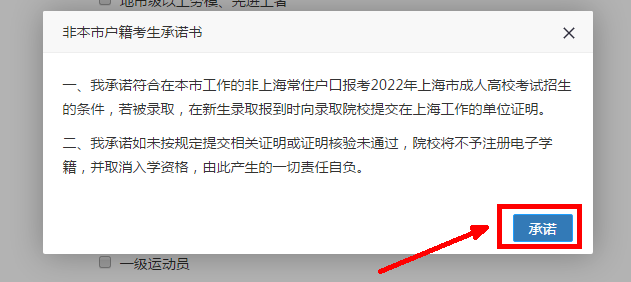 地市级以上劳模、先进工作者
非本市户籍考生承诺书
一、我承诺符合在本市工作的非上海常住户口报考2022年上海市成人高校考试招生
的条件，若被录取，在新生录取报到时向录取院校提交在上海工作的单位证明。
二、我承诺如未按规定提交相关证明或证明核验未通过，院校将不予注册电子学
籍，并取消入学资格，由此产生的一切责任自负。
承诺
一级运动员